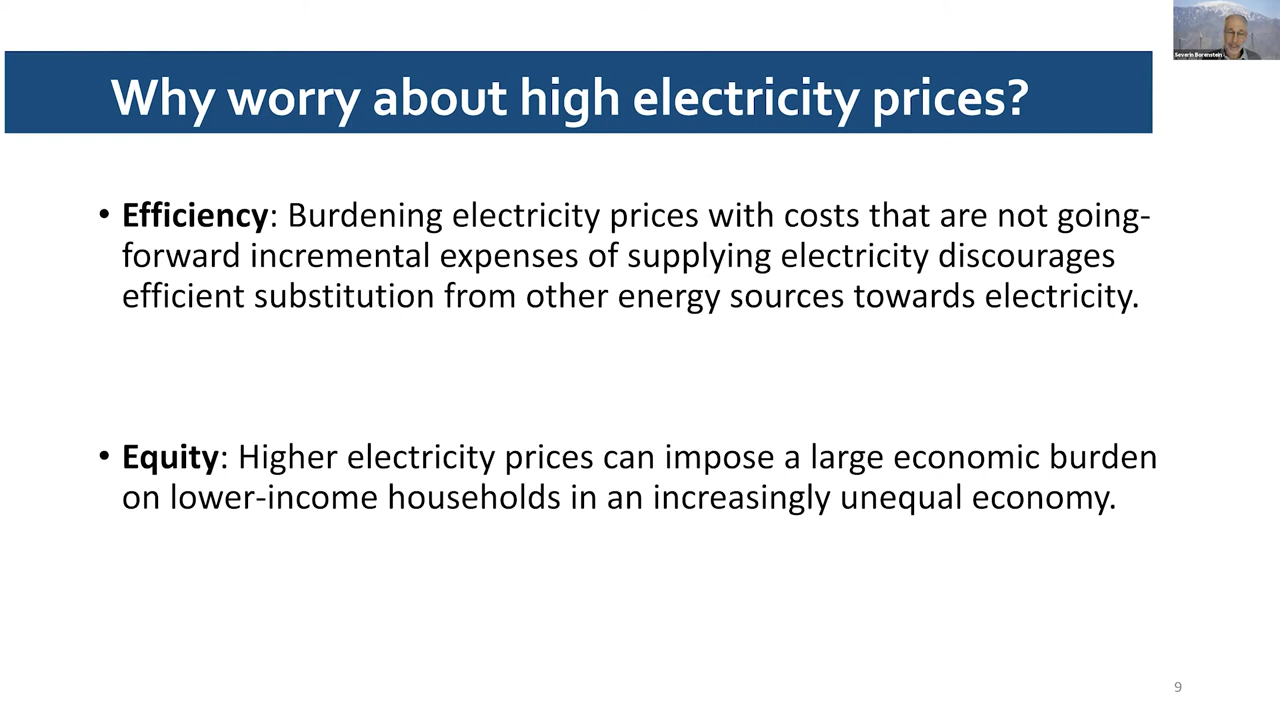 Severin Borenstein
Why worry about high electricity prices?
• Efficiency: Burdening electricity prices with costs that are not going-
forward incremental expenses of supplying electricity discourages
efficient substitution from other energy sources towards electricity.
• Equity: Higher electricity prices can impose a large economic burden
on lower-income households in an increasingly unequal economy.
9